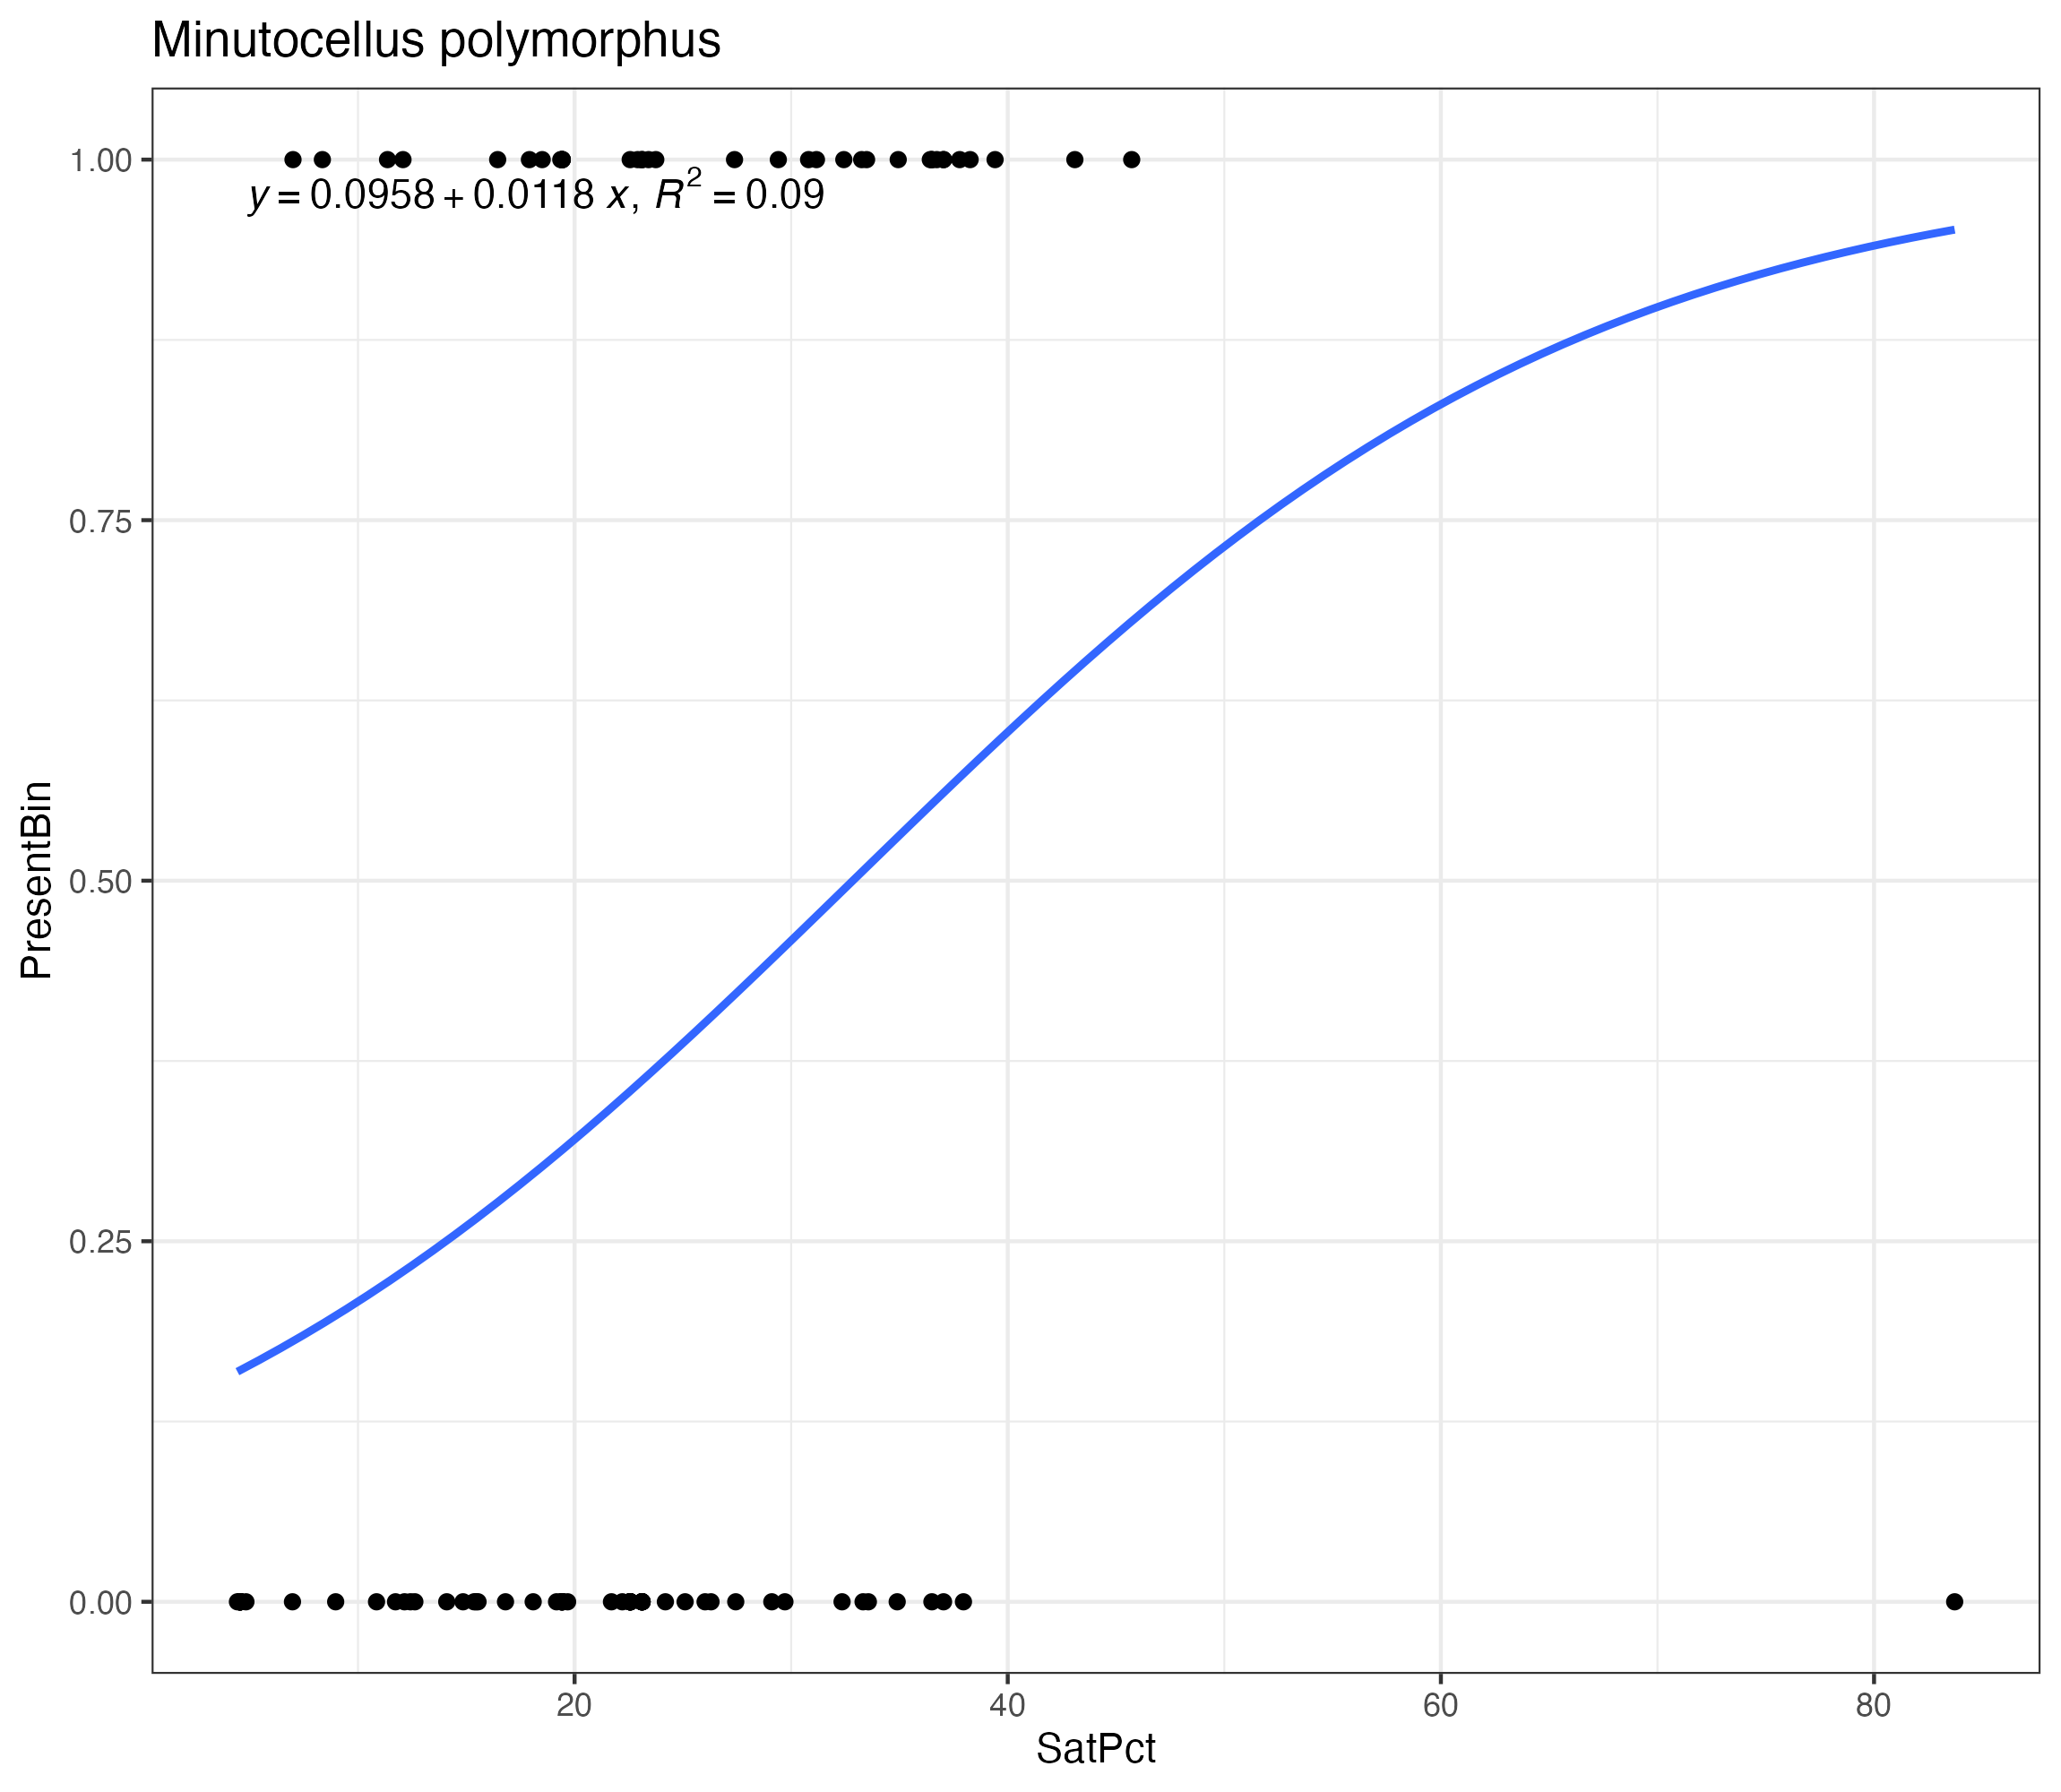 Minutocellus polymorphus
1.00
y = 0.0958 + 0.0118 x, R² = 0.09
0.75
0.50
0.25
0.00
PresentBin
20 40 60 80
SatPct